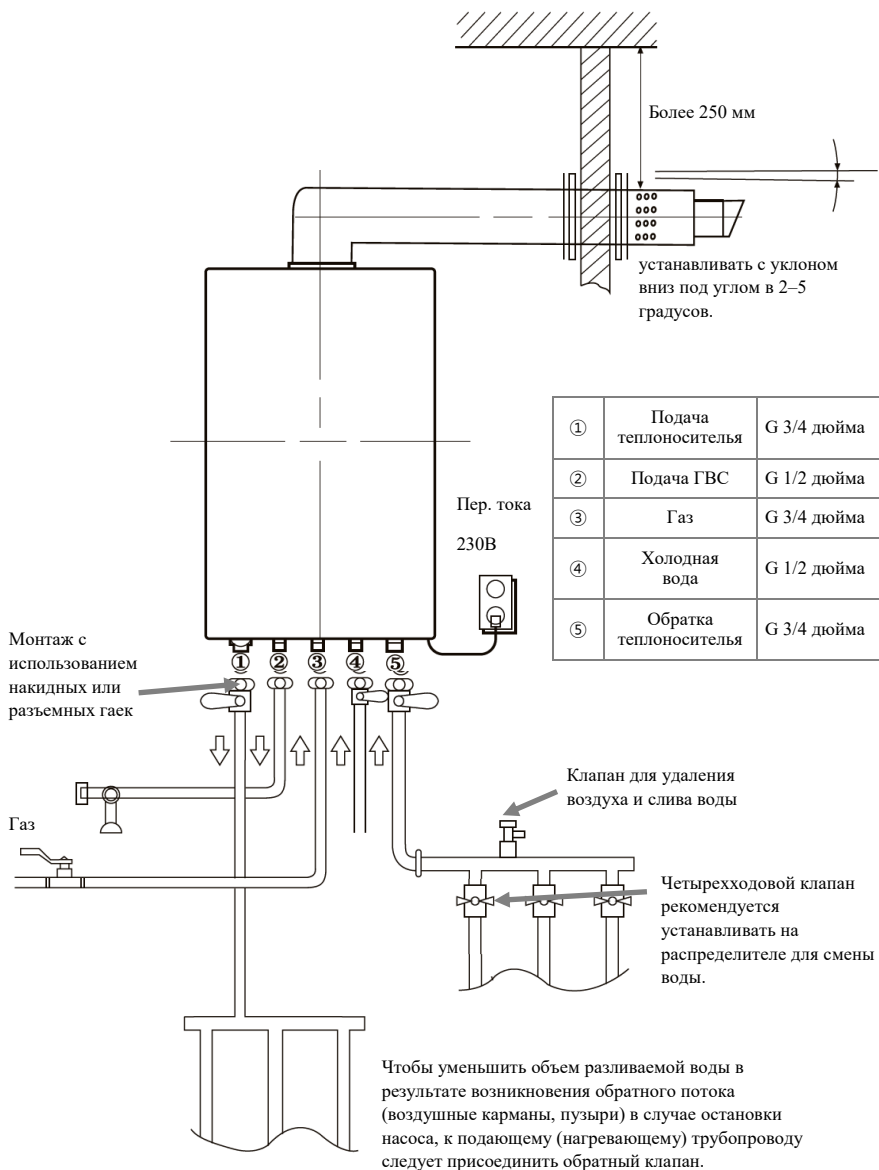 Более 250 мм
устанавливать с уклоном
вниз под углом в 2–5
градусов.
① Подача теплоносителья G 3/4 дюйма
② Подача ГВС G 1/2 дюйма
③ Газ G 3/4 дюйма
④ Холодная вода G 1/2 дюйма
⑤ Обратка теплоносителья G 3/4 дюйма
Пер. тока
230В
Монтаж с
использованием
накидных или
разъемных гаек
① ② ③ ④ ⑤
Газ
Клапан для удаления
воздуха и слива воды
Четырехходовой клапан
рекомендуется
устанавливать на
распределителе для смены
воды.
Чтобы уменьшить объем разливаемой воды в
результате возникновения обратного потока
(воздушные карманы, пузыри) в случае остановки
насоса, к подающему (нагревающему) трубопроводу
следует присоединить обратный клапан.